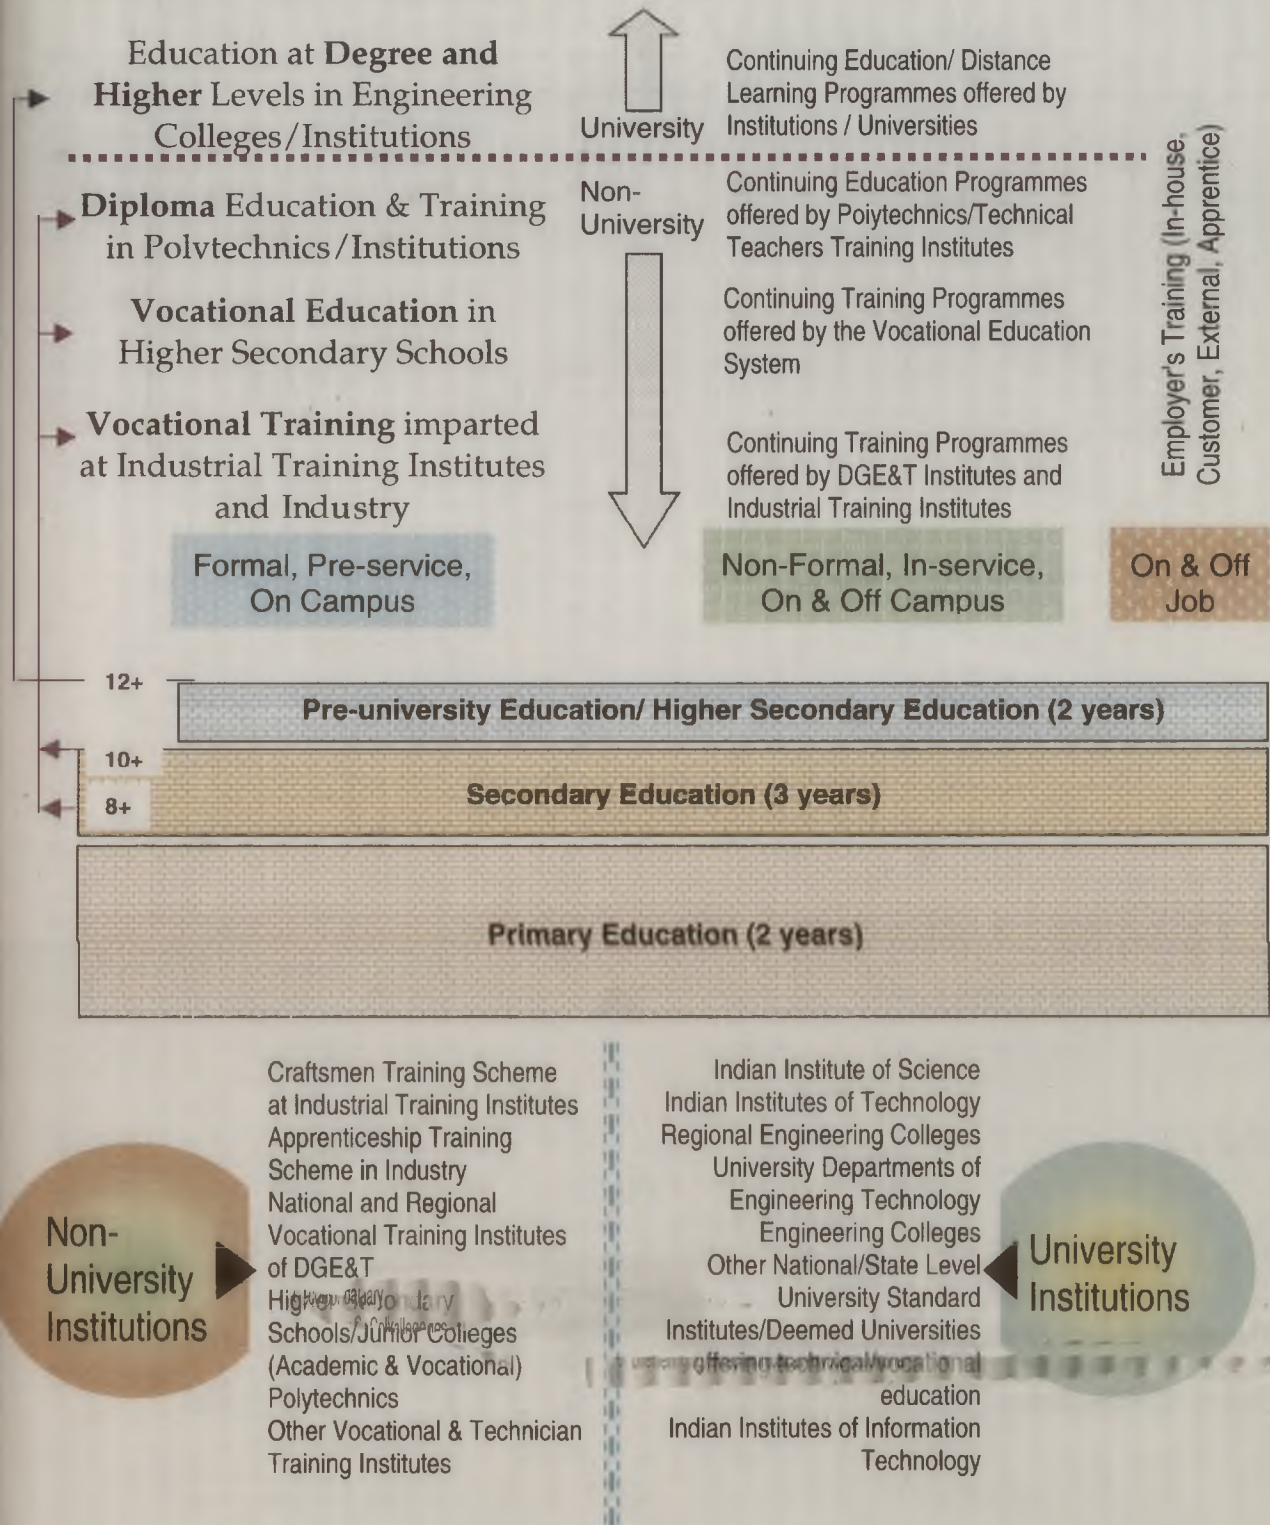 Education at Degree and
Higher Levels in Engineering
Colleges/Institutions
University
Continuing Education/ Distance
Learning Programmes offered by
Institutions / Universities
Diploma Education & Training
in Polvtechnics/Institutions
Non-
University
Continuing Education Programmes
offered by Poiytechnics/Technical
Teachers Training Institutes
Vocational Education in
Higher Secondary Schools
Continuing Training Programmes
offered by the Vocational Education
System
Vocational Training imparted
at Industrial Training Institutes
and Industry
Continuing Training Programmes
offered by DGE&T Institutes and
Industrial Training Institutes
Employer's Training (In-house,
Customer, External, Apprentice)
Formal, Pre-service,
On Campus
Non-Formal, In-service,
On & Off Campus
On & Off
Job
12+
Pre-university Education/ Higher Secondary Education (2 years)
10+
8+
Secondary Education (3 years)
Primary Education (2 years)
Non-
University
Institutions
Craftsmen Training Scheme
at Industrial Training Institutes
Apprenticeship Training
Scheme in Industry
National and Regional
Vocational Training Institutes
of DGE&T
Schools/Junior Colleges
(Academic & Vocational)
Polytechnics
Other Vocational & Technician
Training Institutes
Indian Institute of Science
Indian Institutes of Technology
Regional Engineering Colleges
University Departments of
Engineering Technology
Engineering Colleges
Other National/State Level
University Standard
Institutes/Deemed Universities
offering technical/vocational
education
Indian Institutes of Information
Technology
University
Institutions